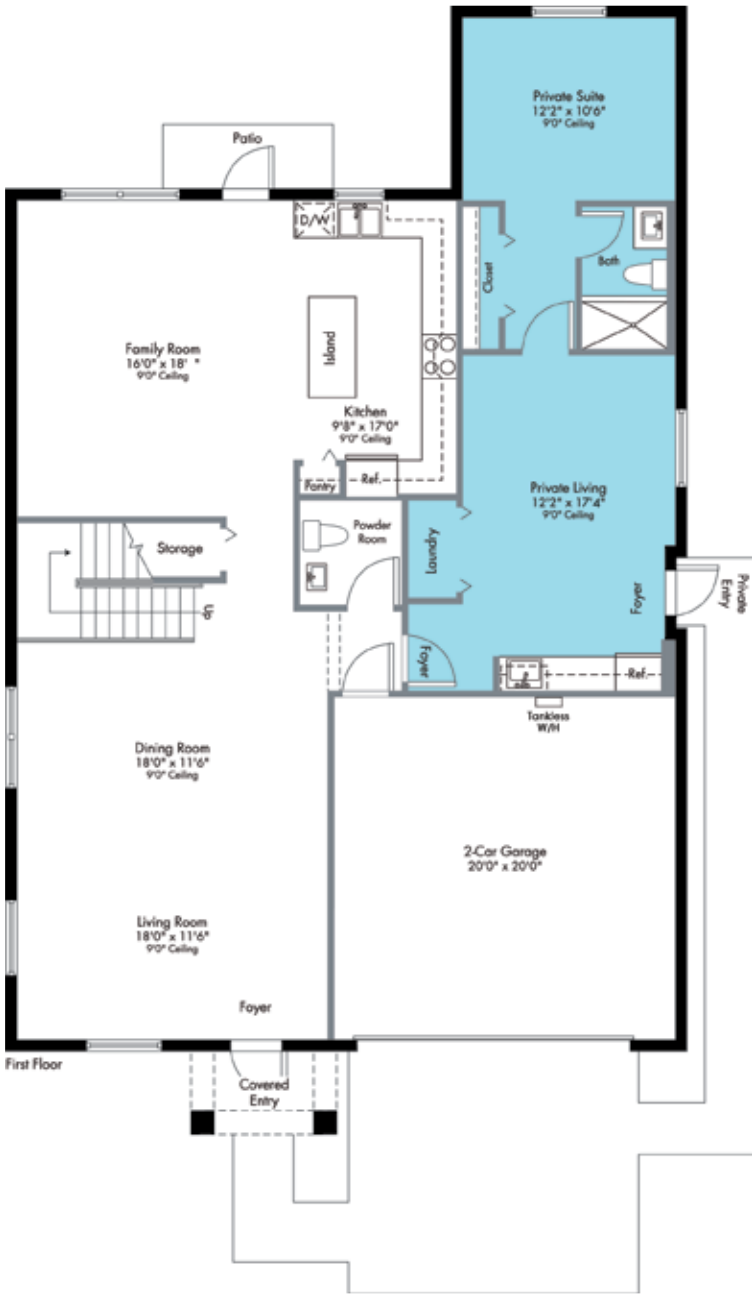 Private Suite
12'2" x 10'6"
9'0" Ceiling
Patio
D/W
Bath
Closet
Island
Family Room
16'0" x 18' "
9'0" Ceiling
Kitchen
9'8" x 17'0"
9'0" Ceiling
Pantry
Ref.
Private Living
12'2" x 17'4"
9'0" Ceiling
Powder
Room
Laundry
Storage
Up
Foyer
Private
Entry
Foyer
Ref.
Tankless
W/H
Dining Room
18'0" x 11'6"
9'0" Ceiling
2-Car Garage
20'0" x 20'0"
Living Room
18'0" x 11'6"
9'0" Ceiling
Foyer
First Floor
Covered
Entry